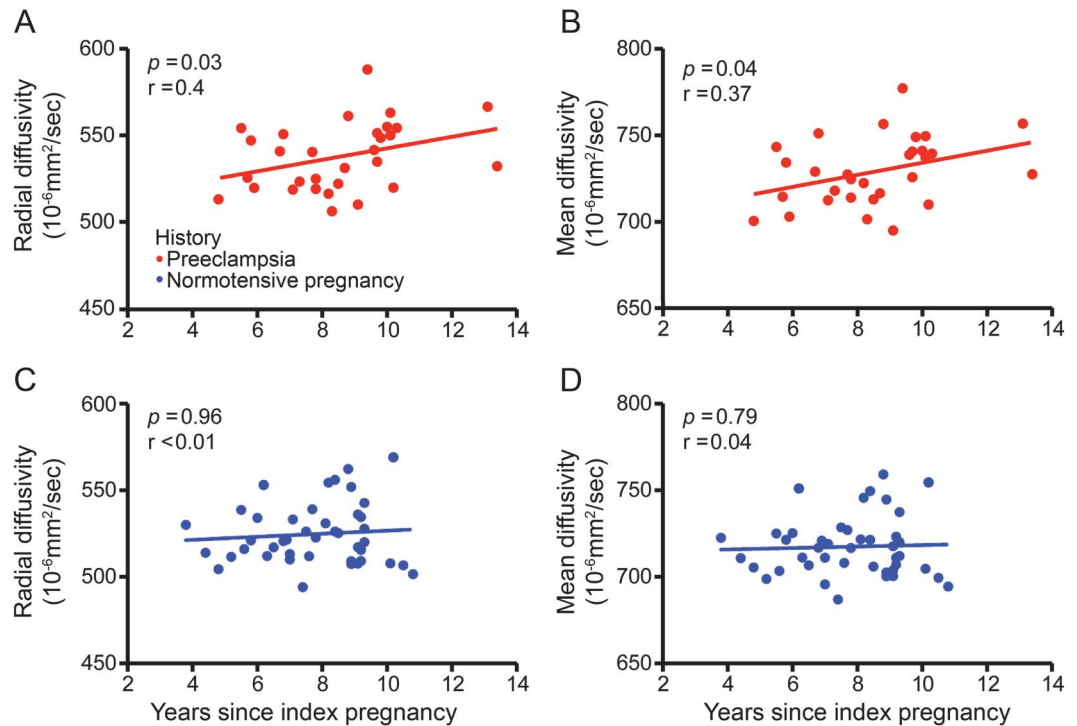 A
Radial diffusivity
(10⁻⁶mm²/sec)
600
550
500
450
p = 0.03
r = 0.4
History
Preeclampsia
Normotensive pregnancy
2 4 6 8 10 12 14
B
Mean diffusivity
(10⁻⁶mm²/sec)
800
750
700
650
p = 0.04
r = 0.37
2 4 6 8 10 12 14
C
Radial diffusivity
(10⁻⁶mm²/sec)
600
550
500
450
p = 0.96
r < 0.01
2 4 6 8 10 12 14
Years since index pregnancy
D
Mean diffusivity
(10⁻⁶mm²/sec)
800
750
700
650
p = 0.79
r = 0.04
2 4 6 8 10 12 14
Years since index pregnancy